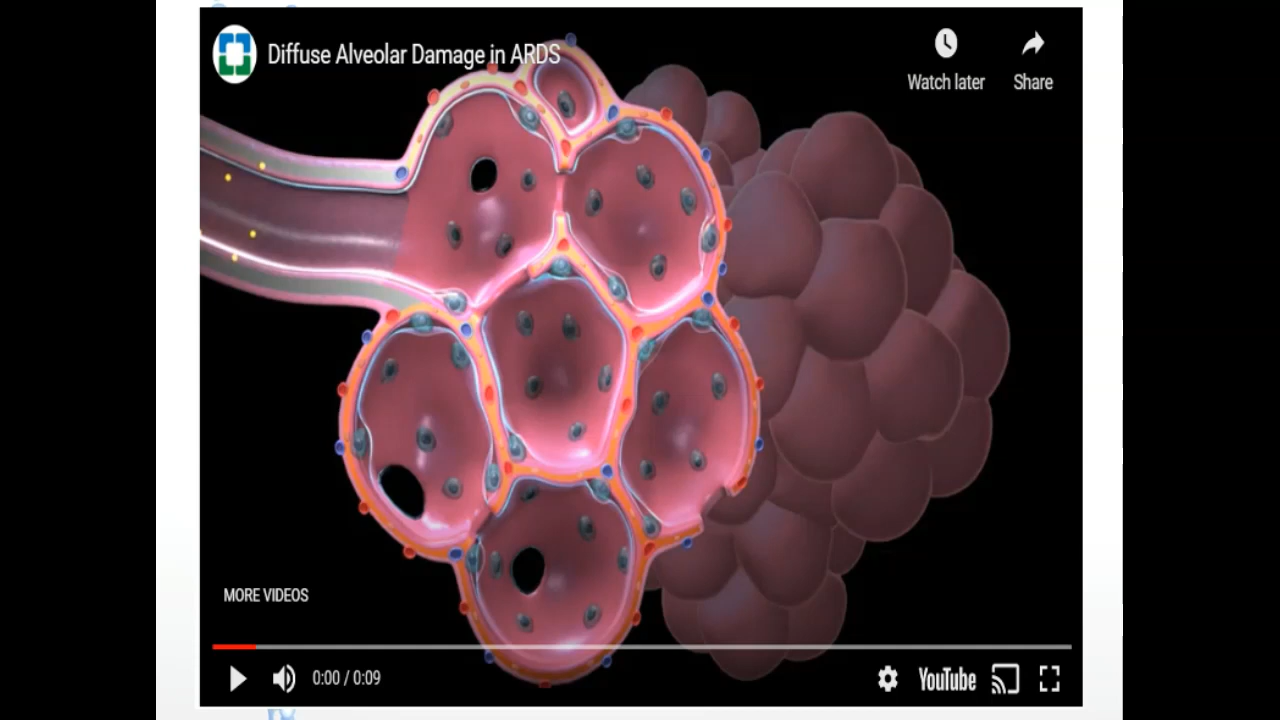 Diffuse Alveolar Damage in ARDS
Watch later
Share
MORE VIDEOS
0:00 / 0:09
YouTube